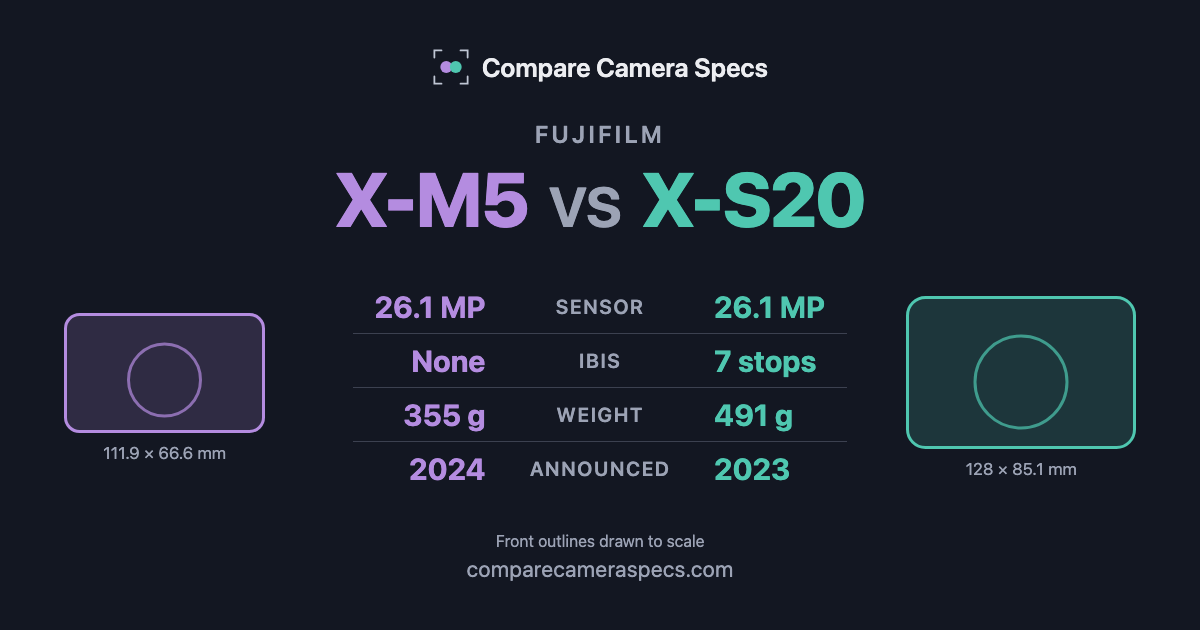 Compare Camera Specs
FUJIFILM
X-M5 VS X-S20
26.1 MP SENSOR 26.1 MP
None IBIS 7 stops
355 g WEIGHT 491 g
2024 ANNOUNCED 2023
111.9 × 66.6 mm
128 × 85.1 mm
Front outlines drawn to scale
comparecameraspecs.com